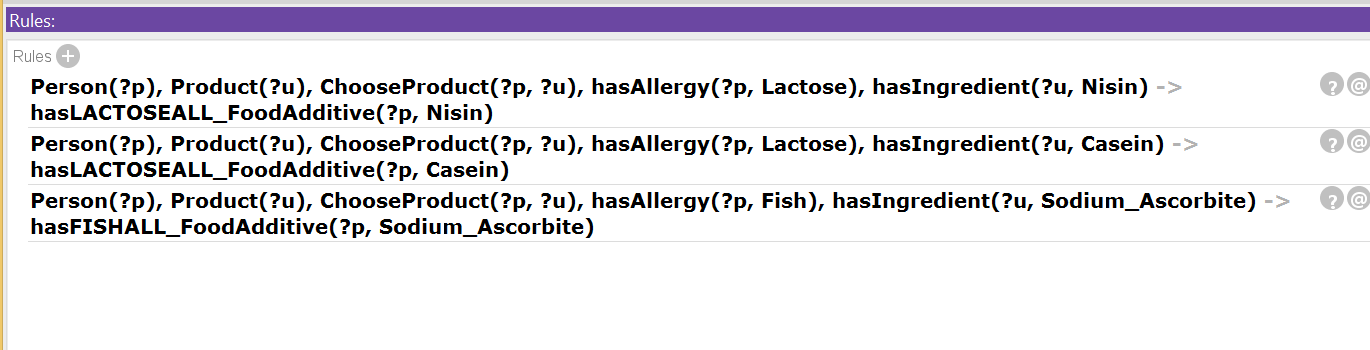 Rules:
Rules +
Person(?p), Product(?u), ChooseProduct(?p, ?u), hasAllergy(?p, Lactose), hasIngredient(?u, Nisin) ->
hasLACTOSEALL_FoodAdditive(?p, Nisin)
? @
Person(?p), Product(?u), ChooseProduct(?p, ?u), hasAllergy(?p, Lactose), hasIngredient(?u, Casein) ->
hasLACTOSEALL_FoodAdditive(?p, Casein)
? @
Person(?p), Product(?u), ChooseProduct(?p, ?u), hasAllergy(?p, Fish), hasIngredient(?u, Sodium_Ascorbite) ->
hasFISHALL_FoodAdditive(?p, Sodium_Ascorbite)
? @